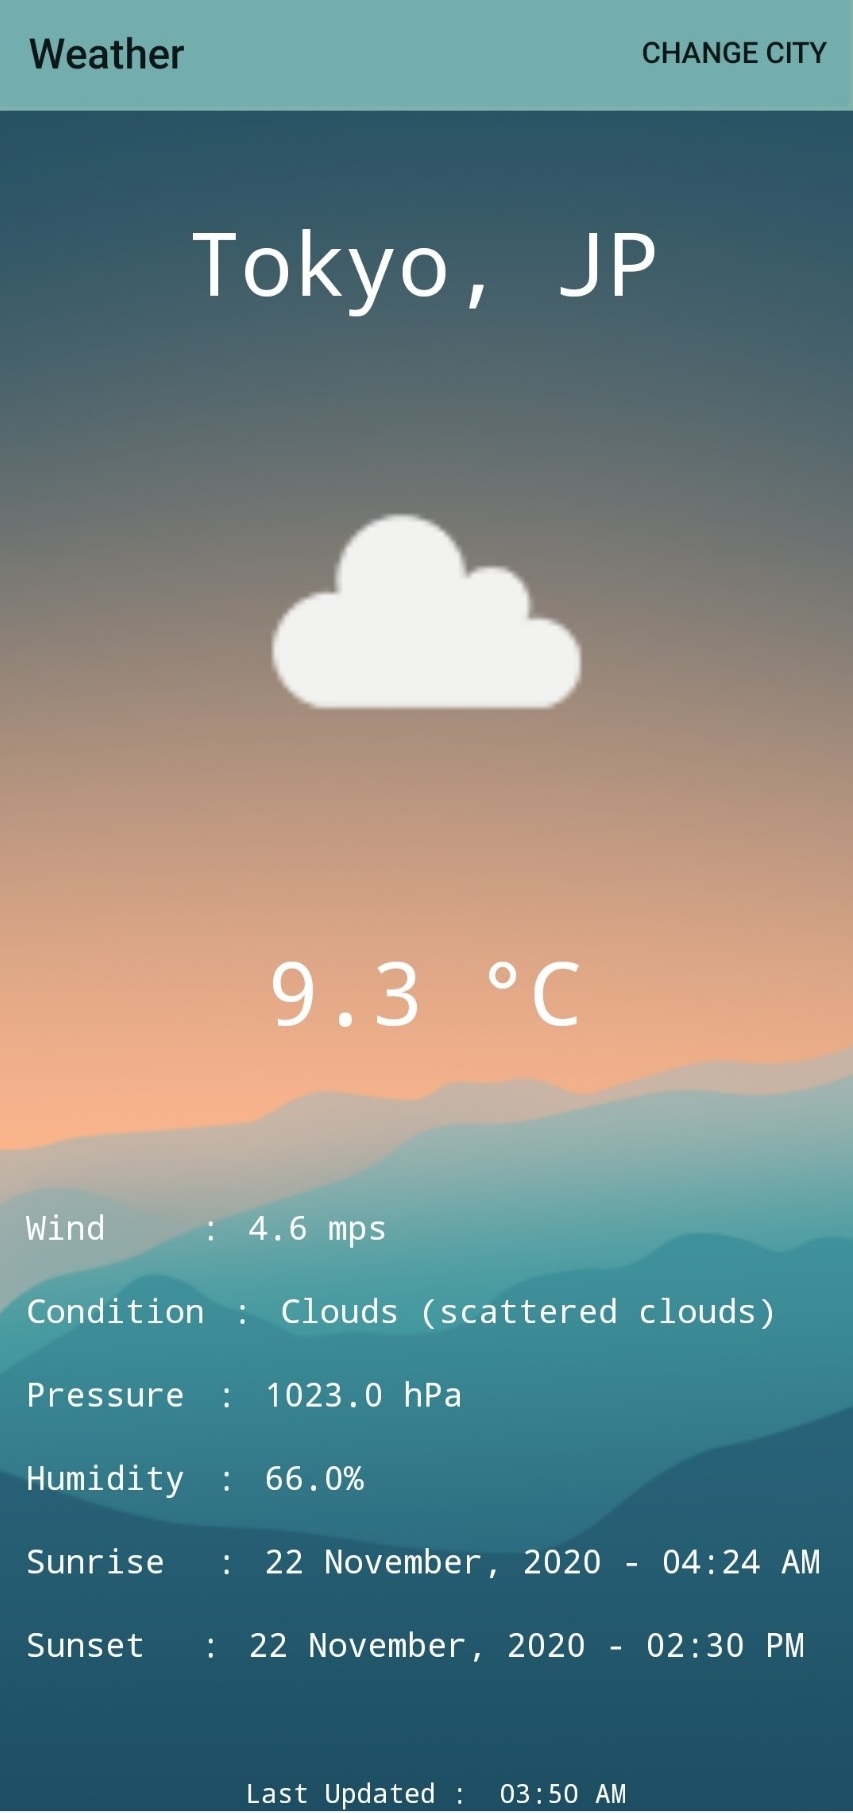 Weather
CHANGE CITY
Tokyo, JP
9.3 °C
Wind : 4.6 mps
Condition : Clouds (scattered clouds)
Pressure : 1023.0 hPa
Humidity : 66.0%
Sunrise : 22 November, 2020 - 04:24 AM
Sunset : 22 November, 2020 - 02:30 PM
Last Updated : 03:50 AM